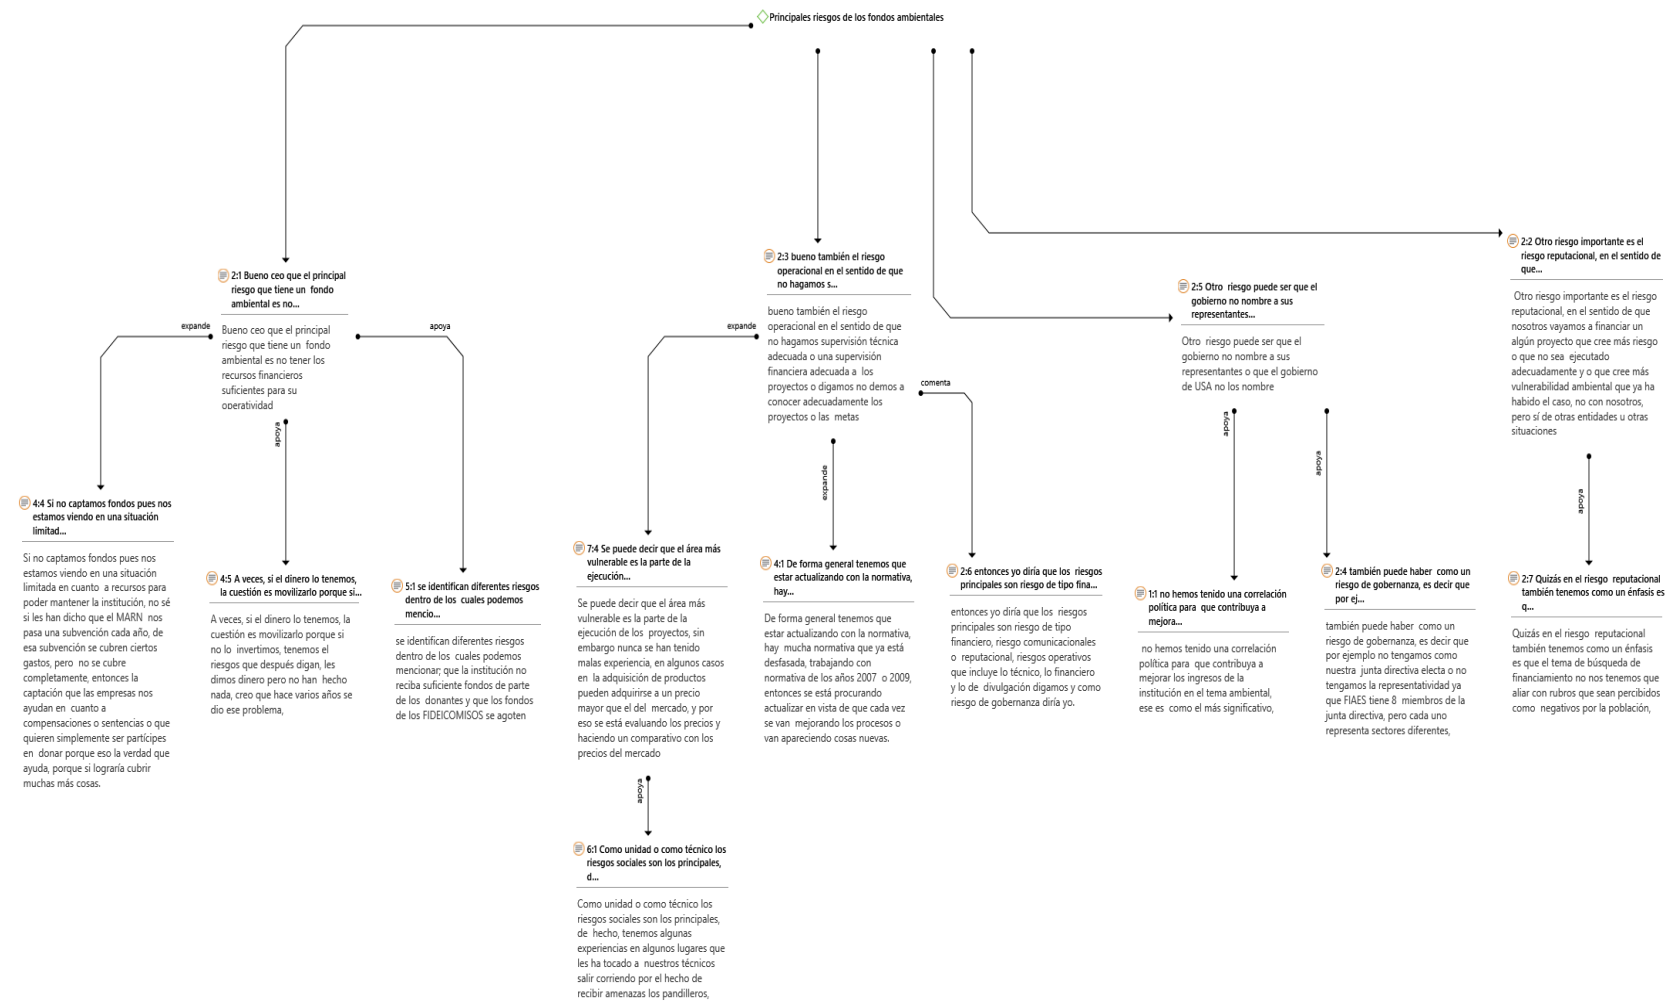 Principales riesgos de los fondos ambientales
2:1 Bueno ceo que el principal
riesgo que tiene un fondo
ambiental es no...
Bueno ceo que el principal
riesgo que tiene un fondo
ambiental es no tener los
recursos financieros
suficientes para su
operatividad
expande
apoya
apoya
4:4 Si no captamos fondos pues nos
estamos viendo en una situación
limitad...
Si no captamos fondos pues nos
estamos viendo en una situación
limitada en cuanto a recursos para
poder mantener la institución, no sé
si les han dicho que el MARN nos
pasa una subvención cada año, de
esa subvención se cubren ciertos
gastos, pero no se cubre
completamente, entonces la
captación que las empresas nos
ayudan en cuanto a
compensaciones o sentencias o que
quieren simplemente ser partícipes
en donar porque eso la verdad que
ayuda, porque si lograría cubrir
muchas más cosas.
4:5 A veces, si el dinero lo tenemos,
la cuestión es movilizarlo porque si...
A veces, si el dinero lo tenemos, la
cuestión es movilizarlo porque si
no lo invertimos, tenemos el
riesgos que después digan, les
dimos dinero pero no han hecho
nada, creo que hace varios años se
dio ese problema,
5:1 se identifican diferentes riesgos
dentro de los cuales podemos
mencio...
se identifican diferentes riesgos
dentro de los cuales podemos
mencionar; que la institución no
reciba suficiente fondos de parte
de los donantes y que los fondos
de los FIDEICOMISOS se agoten
2:3 bueno también el riesgo
operacional en el sentido de que
no hagamos s...
bueno también el riesgo
operacional en el sentido de que
no hagamos supervisión técnica
adecuada o una supervisión
financiera adecuada a los
proyectos o digamos no demos a
conocer adecuadamente los
proyectos o las metas
expande
expande
comenta
7:4 Se puede decir que el área más
vulnerable es la parte de la
ejecución...
Se puede decir que el área más
vulnerable es la parte de la
ejecución de los proyectos, sin
embargo nunca se han tenido
malas experiencia, en algunos casos
en la adquisición de productos
pueden adquirirse a un precio
mayor que el del mercado, y por
eso se está evaluando los precios y
haciendo un comparativo con los
precios del mercado
apoya
6:1 Como unidad o como técnico los
riesgos sociales son los principales,
d...
Como unidad o como técnico los
riesgos sociales son los principales,
de hecho, tenemos algunas
experiencias en algunos lugares que
les ha tocado a nuestros técnicos
salir corriendo por el hecho de
recibir amenazas los pandilleros,
4:1 De forma general tenemos que
estar actualizando con la normativa,
hay...
De forma general tenemos que
estar actualizando con la normativa,
hay mucha normativa que ya está
desfasada, trabajando con
normativa de los años 2007 o 2009,
entonces se está procurando
actualizar en vista de que cada vez
se van mejorando los procesos o
van apareciendo cosas nuevas.
2:6 entonces yo diría que los riesgos
principales son riesgo de tipo fina...
entonces yo diría que los riesgos
principales son riesgo de tipo
financiero, riesgo comunicacionales
o reputacional, riesgos operativos
que incluye lo técnico, lo financiero
y lo de divulgación digamos y como
riesgo de gobernanza diría yo.
2:5 Otro riesgo puede ser que el
gobierno no nombre a sus
representantes...
Otro riesgo puede ser que el
gobierno no nombre a sus
representantes o que el gobierno
de USA no los nombre
apoya
apoya
1:1 no hemos tenido una correlación
política para que contribuya a
mejora...
no hemos tenido una correlación
política para que contribuya a
mejorar los ingresos de la
institución en el tema ambiental,
ese es como el más significativo,
2:4 también puede haber como un
riesgo de gobernanza, es decir que
por ej...
también puede haber como un
riesgo de gobernanza, es decir que
por ejemplo no tengamos como
nuestra junta directiva electa o no
tengamos la representatividad ya
que FIAES tiene 8 miembros de la
junta directiva, pero cada uno
representa sectores diferentes,
2:2 Otro riesgo importante es el
riesgo reputacional, en el sentido de
que...
Otro riesgo importante es el riesgo
reputacional, en el sentido de que
nosotros vayamos a financiar un
algún proyecto que cree más riesgo
o que no sea ejecutado
adecuadamente y o que cree más
vulnerabilidad ambiental que ya ha
habido el caso, no con nosotros,
pero sí de otras entidades u otras
situaciones
apoya
2:7 Quizás en el riesgo reputacional
también tenemos como un énfasis es
q...
Quizás en el riesgo reputacional
también tenemos como un énfasis
es que el tema de búsqueda de
financiamiento no nos tenemos que
aliar con rubros que sean percibidos
como negativos por la población,